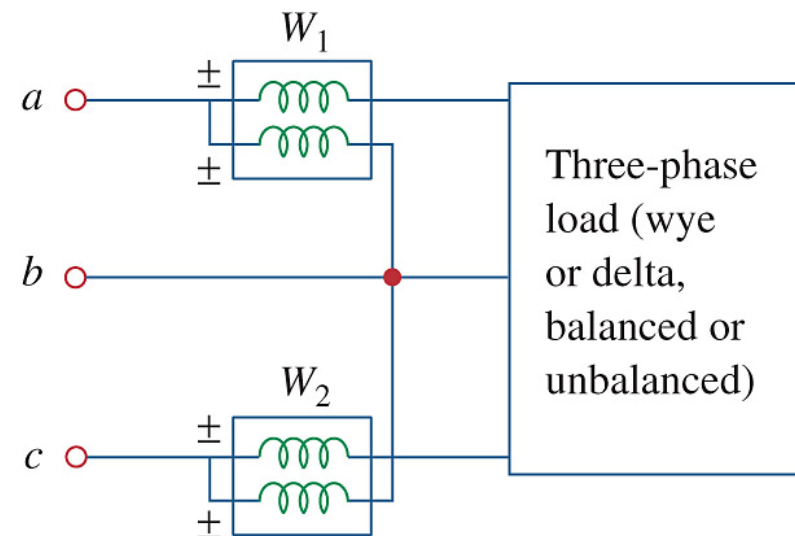 W₁
±
a
±
Three-phase
load (wye
or delta,
balanced or
unbalanced)
b
W₂
±
c
±